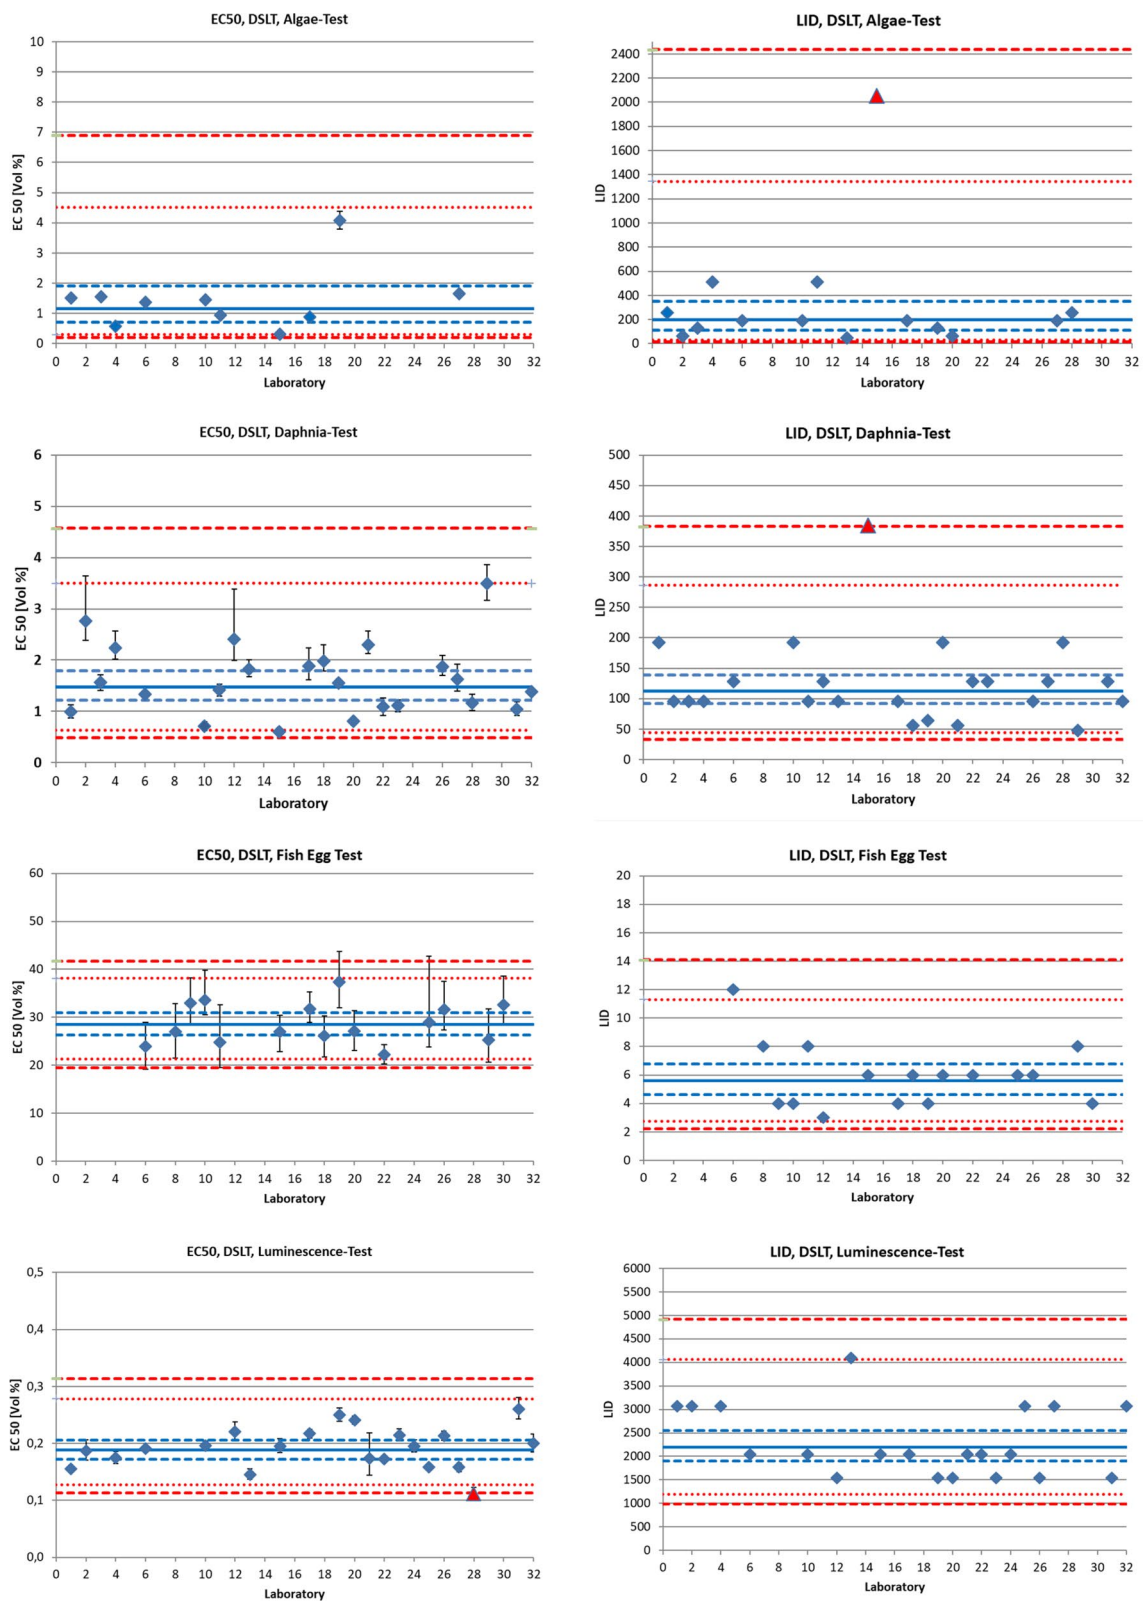 EC50, DSLT, Algae-Test
10
9
8
7
6
5
4
3
2
1
0
EC 50 [Vol %]
0 2 4 6 8 10 12 14 16 18 20 22 24 26 28 30 32
Laboratory
LID, DSLT, Algae-Test
2400
2200
2000
1800
1600
1400
1200
1000
800
600
400
200
0
LID
0 2 4 6 8 10 12 14 16 18 20 22 24 26 28 30 32
Laboratory
EC50, DSLT, Daphnia-Test
6
5
4
3
2
1
0
EC 50 [Vol %]
0 2 4 6 8 10 12 14 16 18 20 22 24 26 28 30 32
Laboratory
LID, DSLT, Daphnia-Test
500
450
400
350
300
250
200
150
100
50
0
LID
0 2 4 6 8 10 12 14 16 18 20 22 24 26 28 30 32
Laboratory
EC50, DSLT, Fish Egg Test
60
50
40
30
20
10
0
EC 50 [Vol %]
0 2 4 6 8 10 12 14 16 18 20 22 24 26 28 30 32
Laboratory
LID, DSLT, Fish Egg Test
20
18
16
14
12
10
8
6
4
2
0
LID
0 2 4 6 8 10 12 14 16 18 20 22 24 26 28 30 32
Laboratory
EC50, DSLT, Luminescence-Test
0,5
0,4
0,3
0,2
0,1
0,0
EC 50 [Vol %]
0 2 4 6 8 10 12 14 16 18 20 22 24 26 28 30 32
Laboratory
LID, DSLT, Luminescence-Test
6000
5500
5000
4500
4000
3500
3000
2500
2000
1500
1000
500
0
LID
0 2 4 6 8 10 12 14 16 18 20 22 24 26 28 30 32
Laboratory